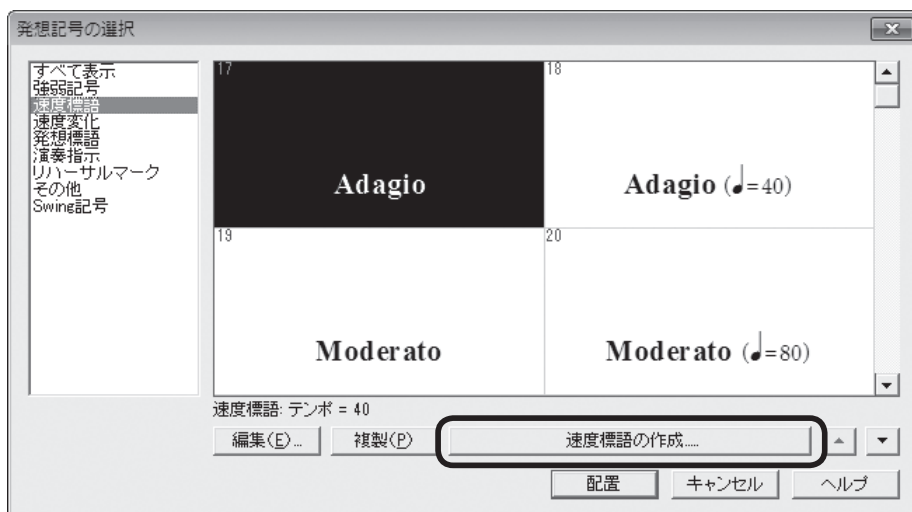 発想記号の選択
すべて表示
強弱記号
速度標語
速度変化
発想標語
演奏指示
リハーサルマーク
その他
Swing記号
17
Adagio
18
Adagio (♩=40)
19
Moderato
20
Moderato (♩=80)
速度標語: テンポ = 40
編集(E)...
複製(P)
速度標語の作成.....
配置
キャンセル
ヘルプ